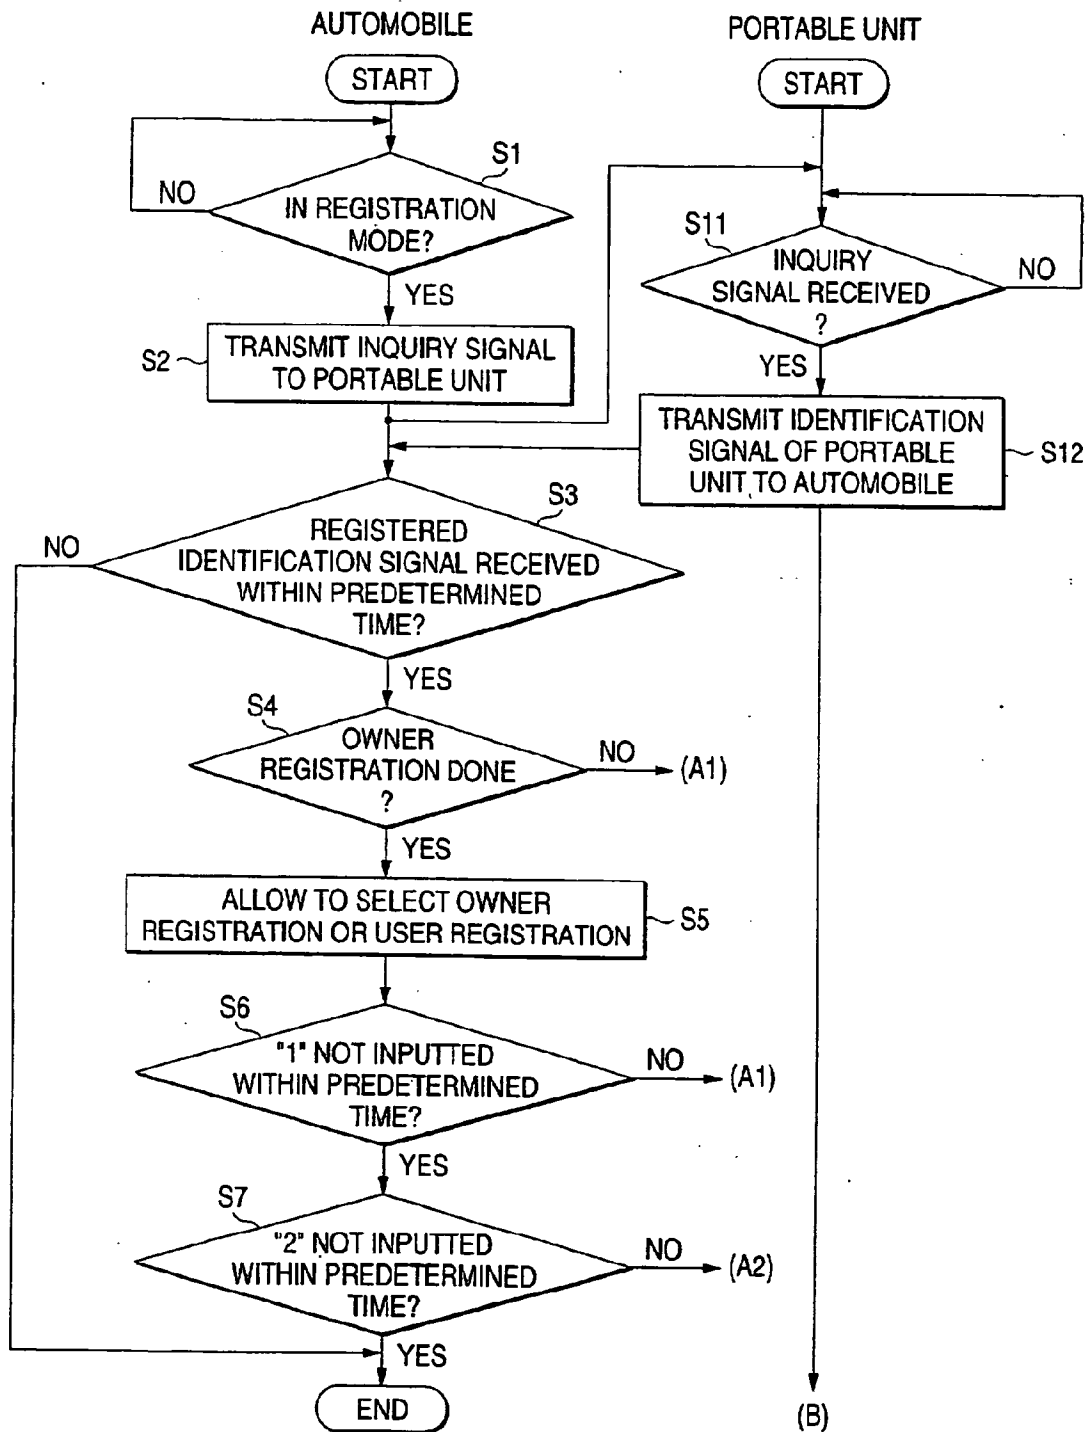 AUTOMOBILE
START
S1
NO
IN REGISTRATION
MODE?
YES
S2
TRANSMIT INQUIRY SIGNAL
TO PORTABLE UNIT
S3
NO
REGISTERED
IDENTIFICATION SIGNAL RECEIVED
WITHIN PREDETERMINED
TIME?
YES
S4
OWNER
REGISTRATION DONE
?
NO
(A1)
YES
ALLOW TO SELECT OWNER
REGISTRATION OR USER REGISTRATION
S5
S6
"1" NOT INPUTTED
WITHIN PREDETERMINED
TIME?
NO
(A1)
YES
S7
"2" NOT INPUTTED
WITHIN PREDETERMINED
TIME?
NO
(A2)
YES
END
PORTABLE UNIT
START
S11
INQUIRY
SIGNAL RECEIVED
?
NO
YES
TRANSMIT IDENTIFICATION
SIGNAL OF PORTABLE
UNIT TO AUTOMOBILE
S12
(B)